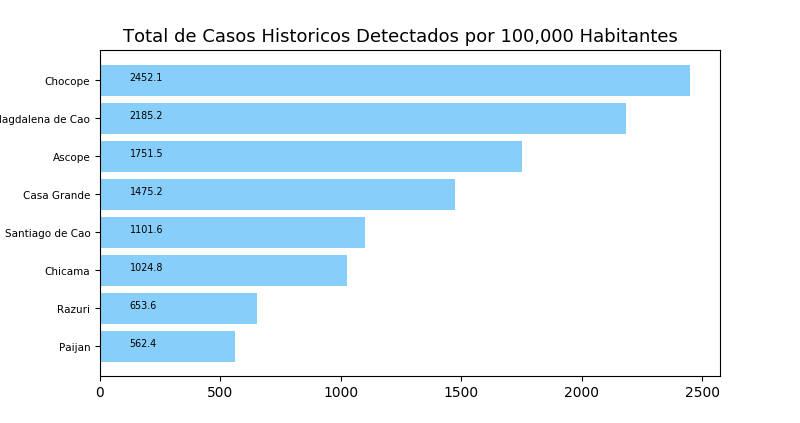 Total de Casos Historicos Detectados por 100,000 Habitantes
Chocope 2452.1
de Cao 2185.2
Ascope 1751.5
Casa Grande 1475.2
Santiago de Cao 1101.6
Chicama 1024.8
Razuri 653.6
Paijan 562.4
0 500 1000 1500 2000 2500